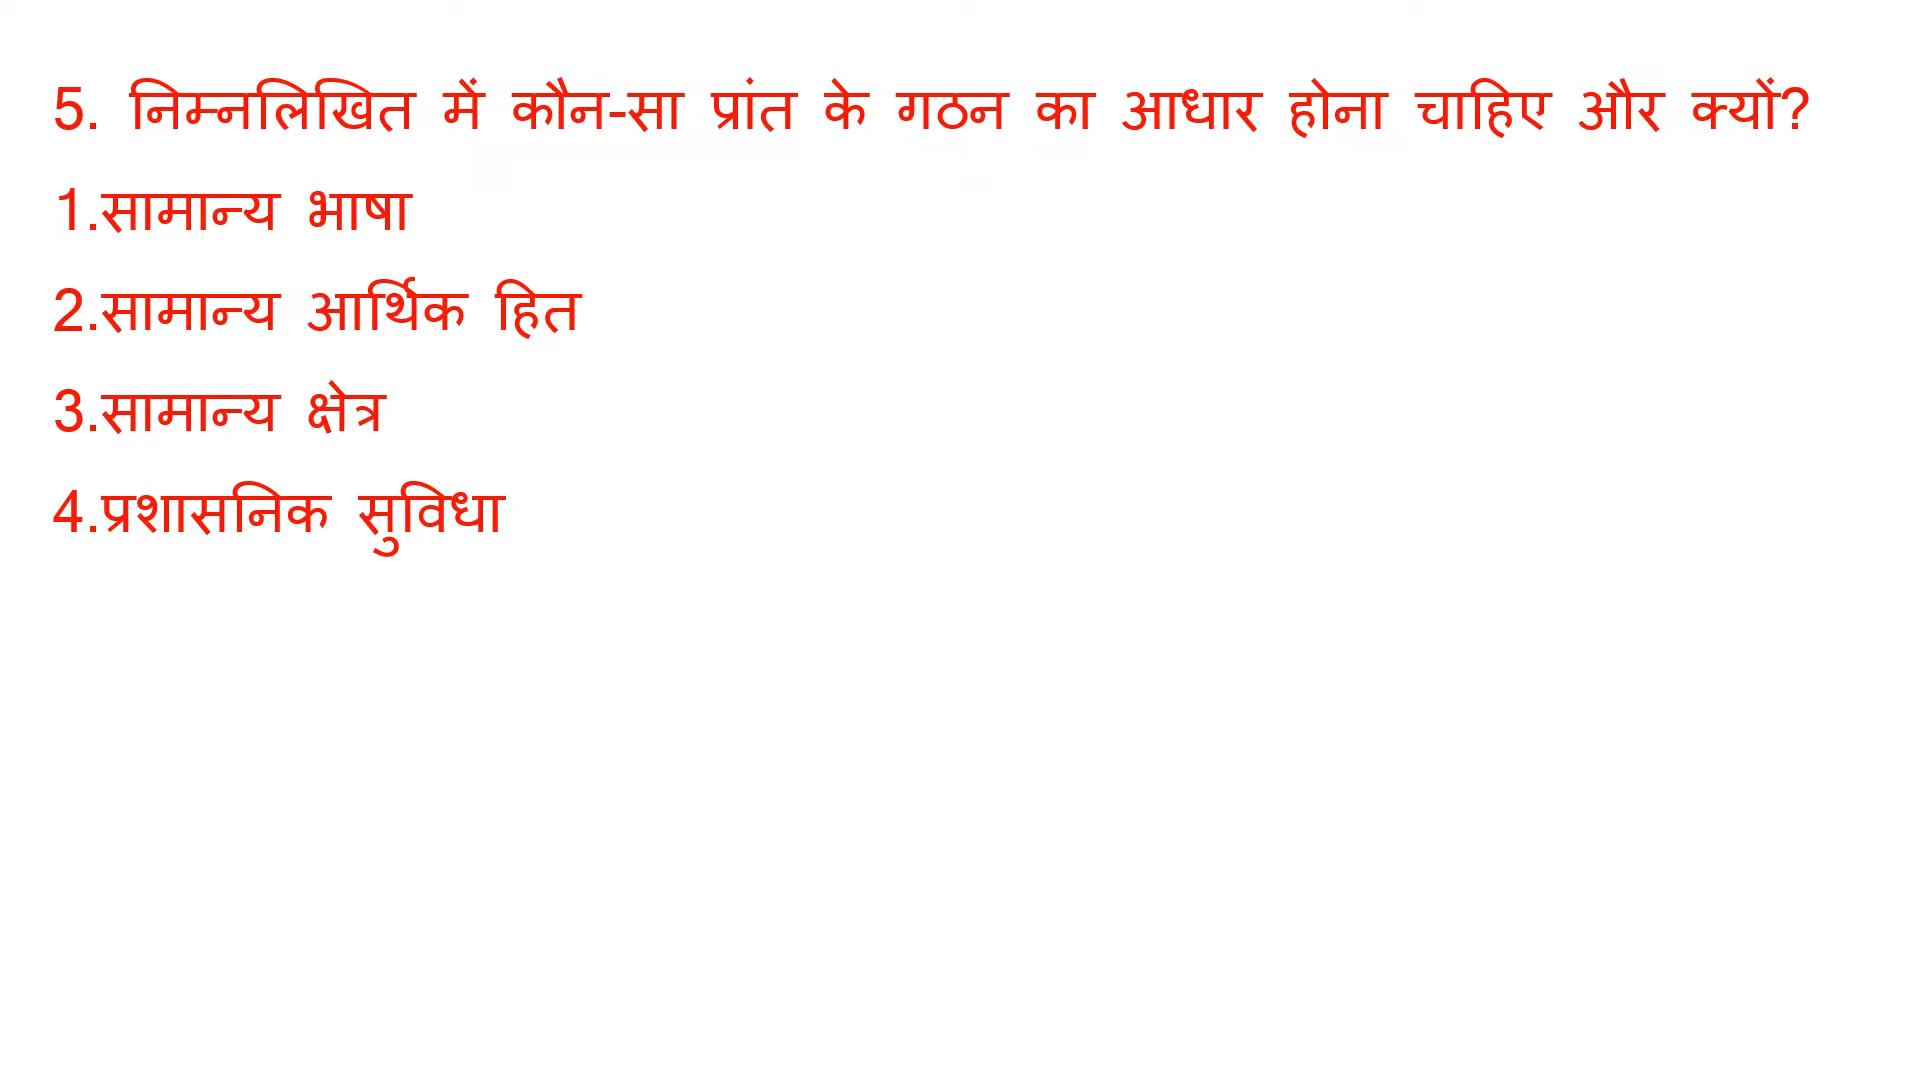 5. निम्नलिखित में कौन-सा प्रांत के गठन का आधार होना चाहिए और क्यों?
1.सामान्य भाषा
2.सामान्य आर्थिक हित
3.सामान्य क्षेत्र
4.प्रशासनिक सुविधा